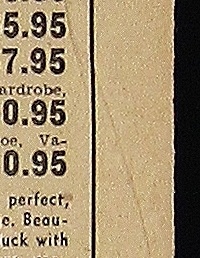 5.95
7.95
ardrobe,
0.95
oe, Va-
0.95
perfect,
e. Beau-
uck with